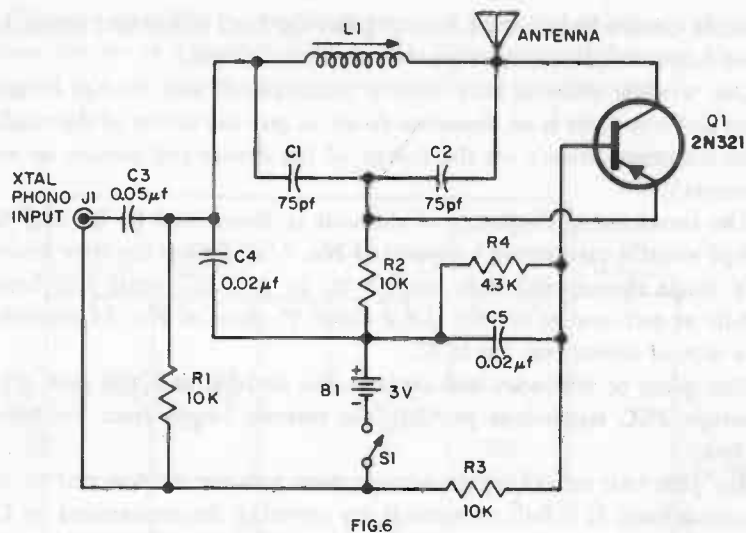 L1
ANTENNA
Q1
2N321
C1
75pf
C2
75pf
C3
0.05µf
XTAL
PHONO J1
INPUT
C4
0.02µf
R2
10K
R4
4.3K
C5
0.02µf
R1
10K
+
B1
3V
S1
R3
10K
FIG.6